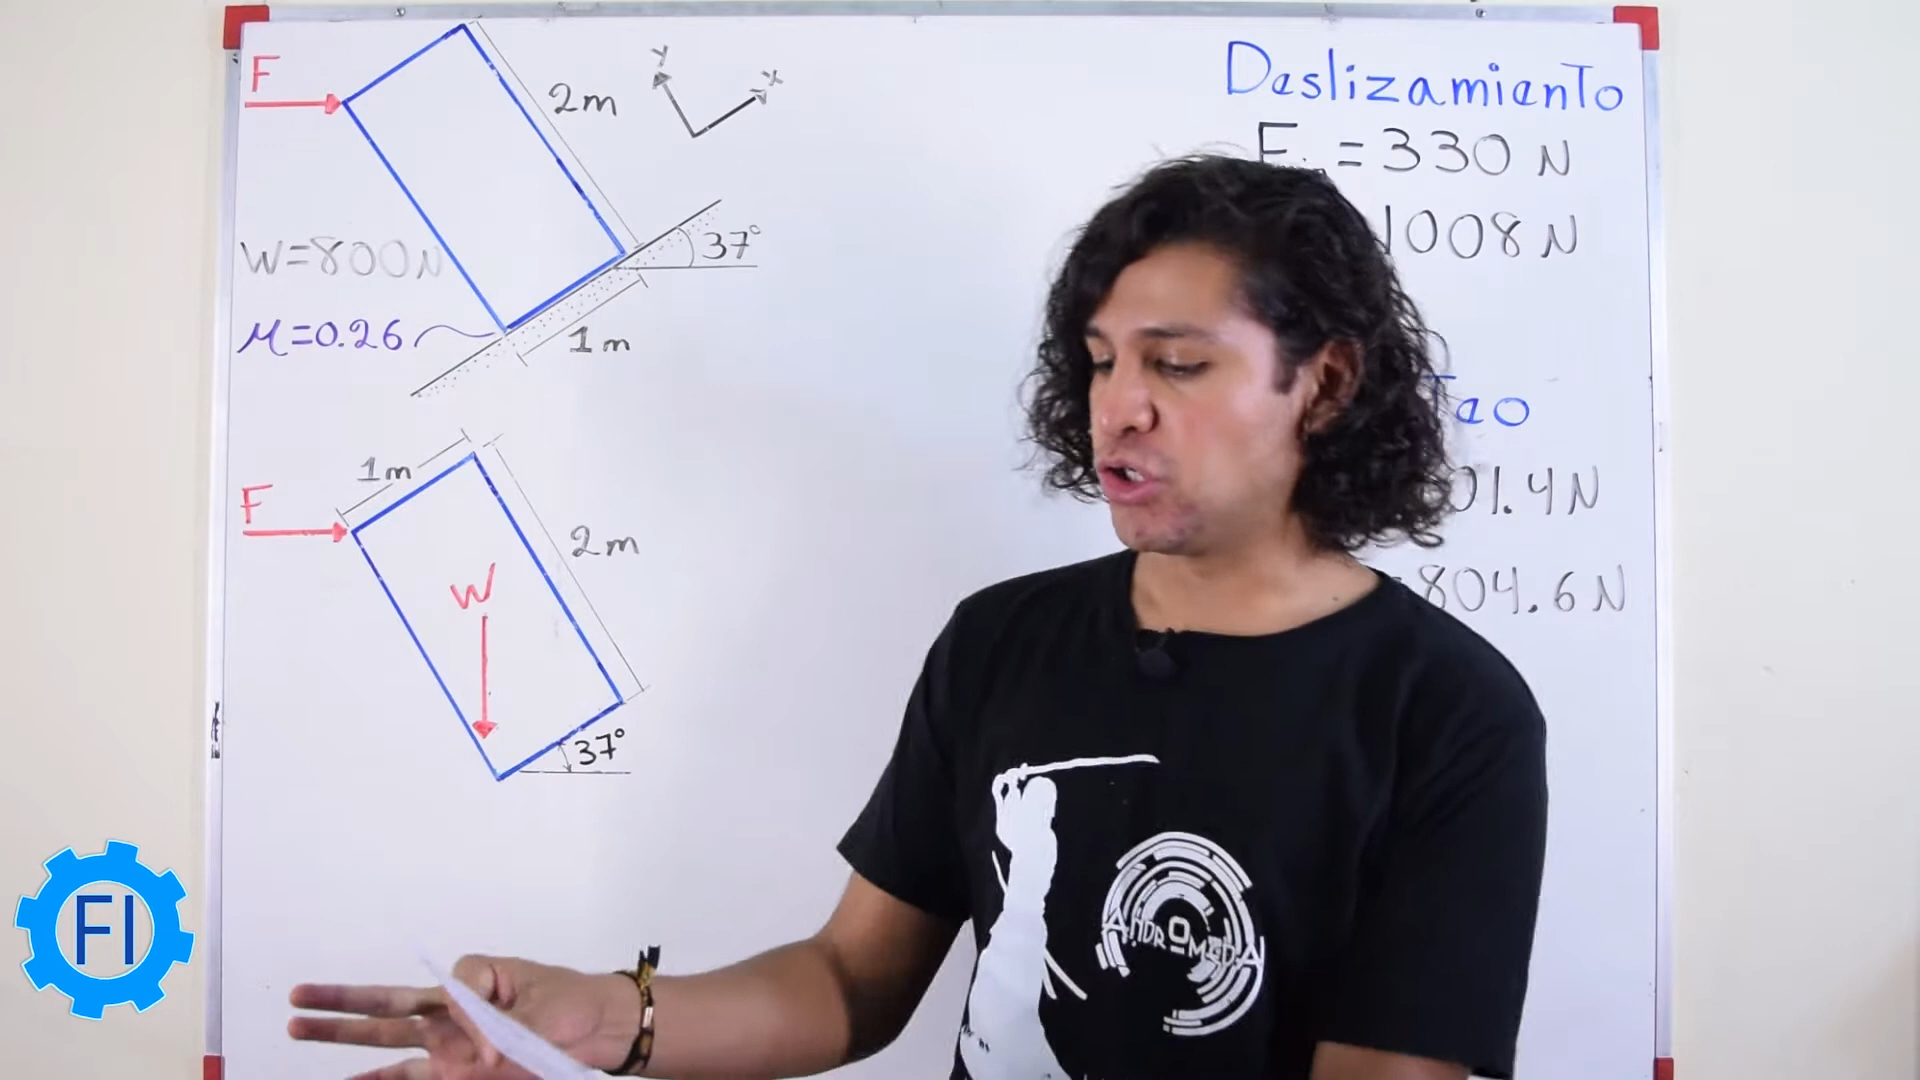 F
2m
Y
X
W=800N
37°
μ=0.26
1m
Deslizamiento
F = 330 N
1008 N
1m
F
2m
W
37°
01.4N
804.6N
FI
ANDROMEDA